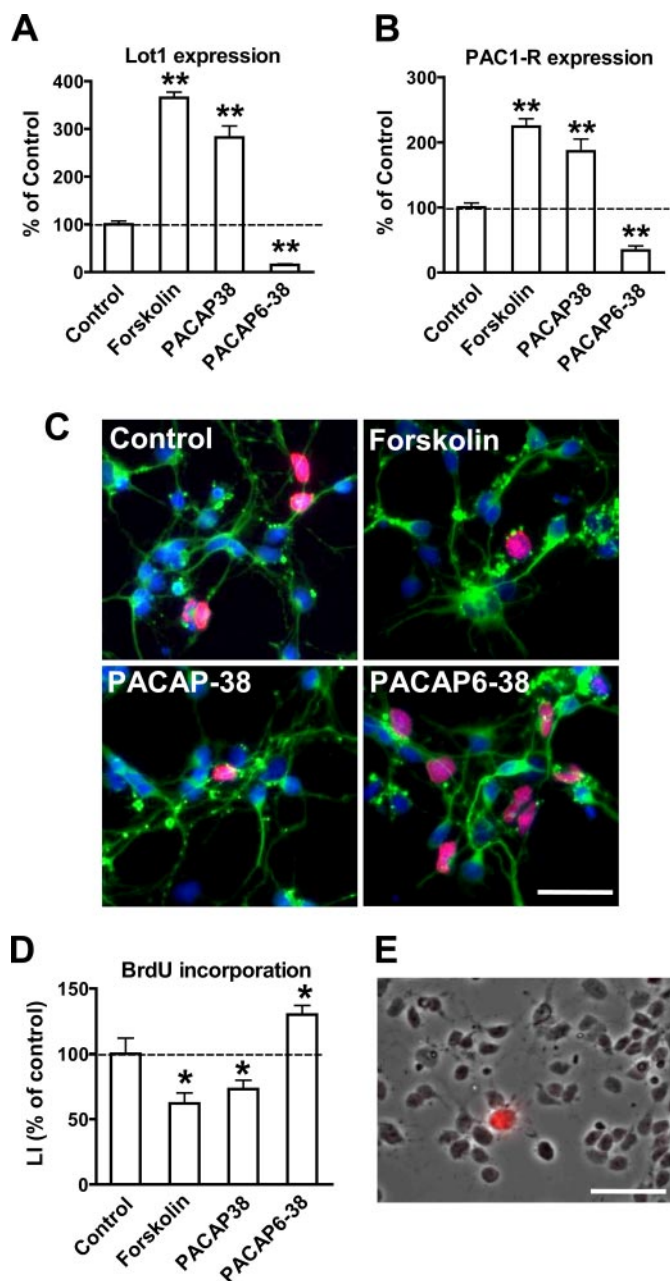 A
Lot1 expression
% of Control
400
300
200
100
0
**
**
**
Control
Forskolin
PACAP38
PACAP6-38
B
PAC1-R expression
% of Control
300
200
100
0
**
**
**
Control
Forskolin
PACAP38
PACAP6-38
C
Control
Forskolin
PACAP-38
PACAP6-38
D
BrdU incorporation
LI (% of control)
150
100
50
0
*
*
*
Control
Forskolin
PACAP38
PACAP6-38
E